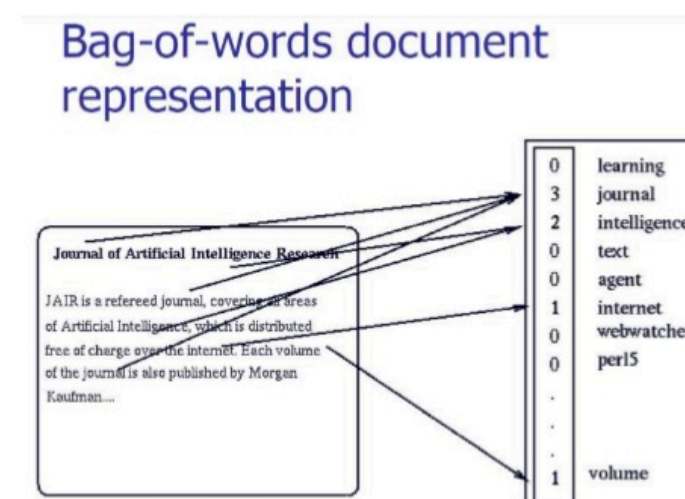 Bag-of-words document
representation
Journal of Artificial Intelligence Research
JAIR is a refereed journal, covering all areas
of Artificial Intelligence, which is distributed
free of charge over the internet. Each volume
of the journal is also published by Morgan
Kaufman....
0 learning
3 journal
2 intelligence
0 text
0 agent
1 internet
0 webwatche
0 perl5
.
.
.
1 volume